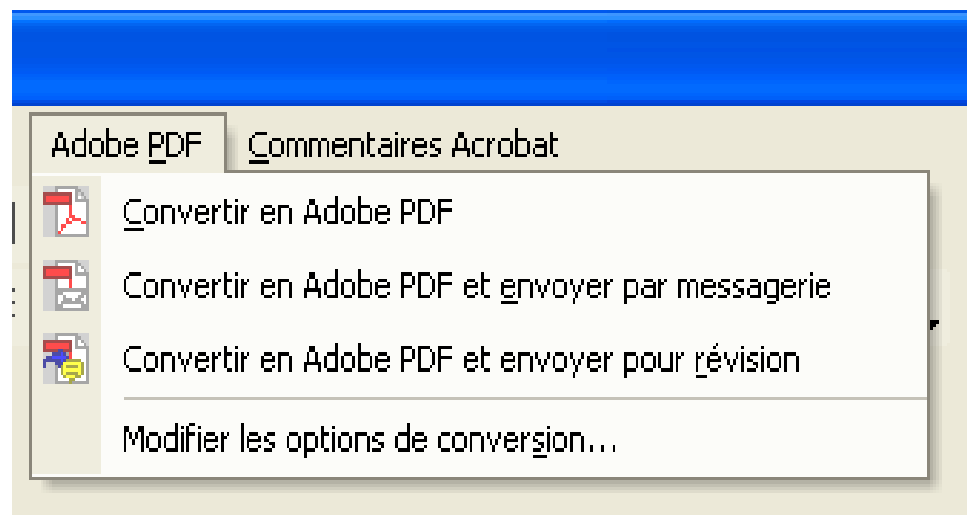 Adobe PDF Commentaires Acrobat
Convertir en Adobe PDF
Convertir en Adobe PDF et envoyer par messagerie
Convertir en Adobe PDF et envoyer pour révision
Modifier les options de conversion...